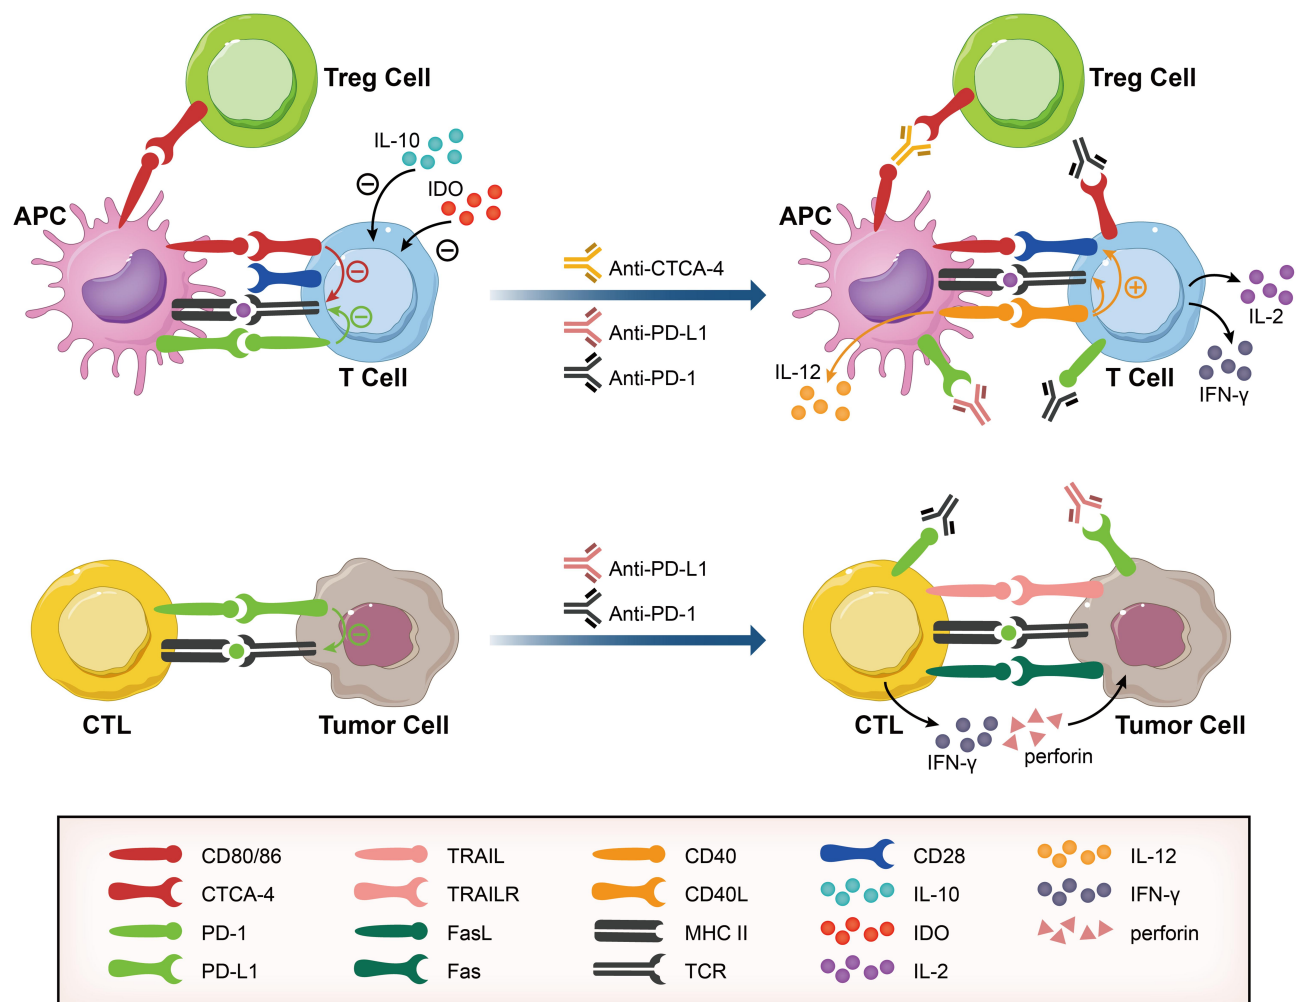 Treg Cell
IL-10
IDO
APC
T Cell
Anti-CTCA-4
Anti-PD-L1
Anti-PD-1
Treg Cell
APC
IL-2
IL-12
T Cell
IFN-γ
CTL
Tumor Cell
Anti-PD-L1
Anti-PD-1
CTL
Tumor Cell
IFN-γ
perforin
CD80/86
TRAIL
CD40
CD28
IL-12
CTCA-4
TRAILR
CD40L
IL-10
IFN-γ
PD-1
FasL
MHC II
IDO
perforin
PD-L1
Fas
TCR
IL-2